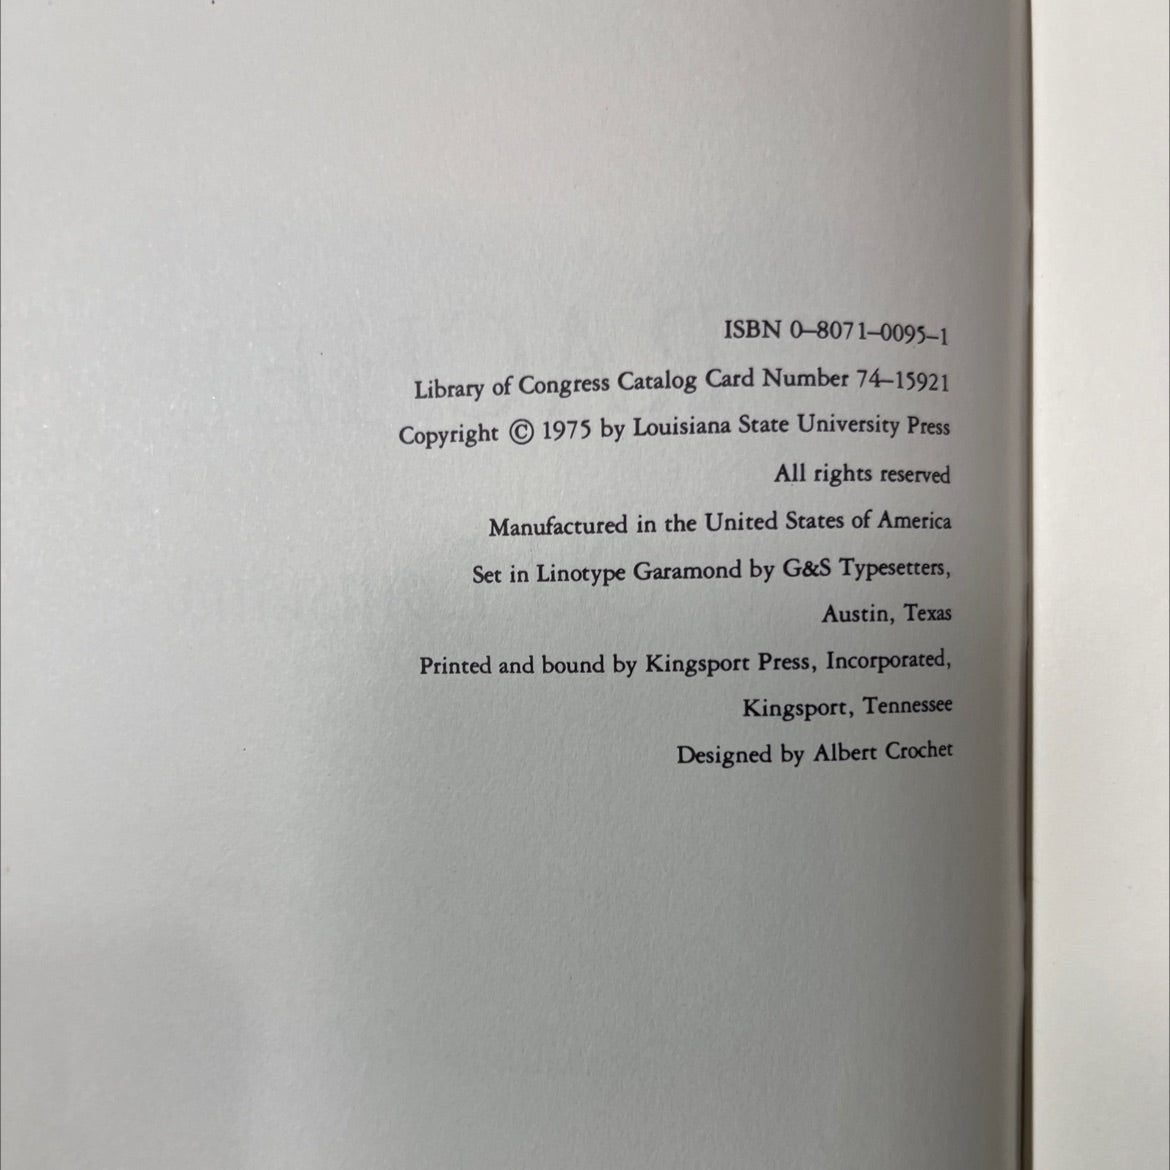 ISBN 0–8071–0095–1
Library of Congress Catalog Card Number 74–15921
Copyright © 1975 by Louisiana State University Press
All rights reserved
Manufactured in the United States of America
Set in Linotype Garamond by G&S Typesetters,
Austin, Texas
Printed and bound by Kingsport Press, Incorporated,
Kingsport, Tennessee
Designed by Albert Crochet